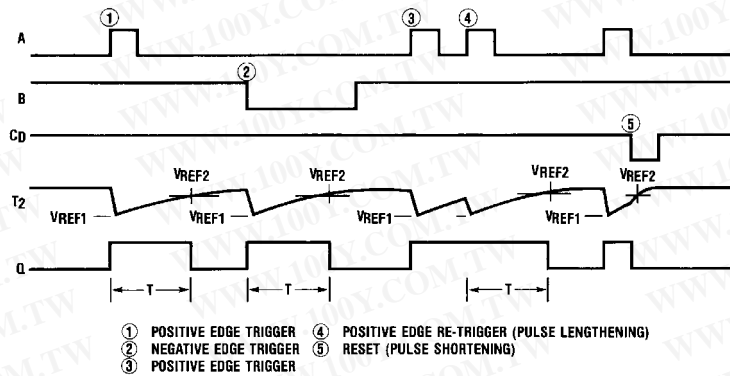 ① ③ ④
A
②
B
⑤
CD
VREF2 VREF2 VREF2 VREF2
T2
VREF1 VREF1 VREF1 VREF1
Q
T T T
① POSITIVE EDGE TRIGGER ④ POSITIVE EDGE RE-TRIGGER (PULSE LENGTHENING)
② NEGATIVE EDGE TRIGGER ⑤ RESET (PULSE SHORTENING)
③ POSITIVE EDGE TRIGGER
WWW.100Y.COM.TW